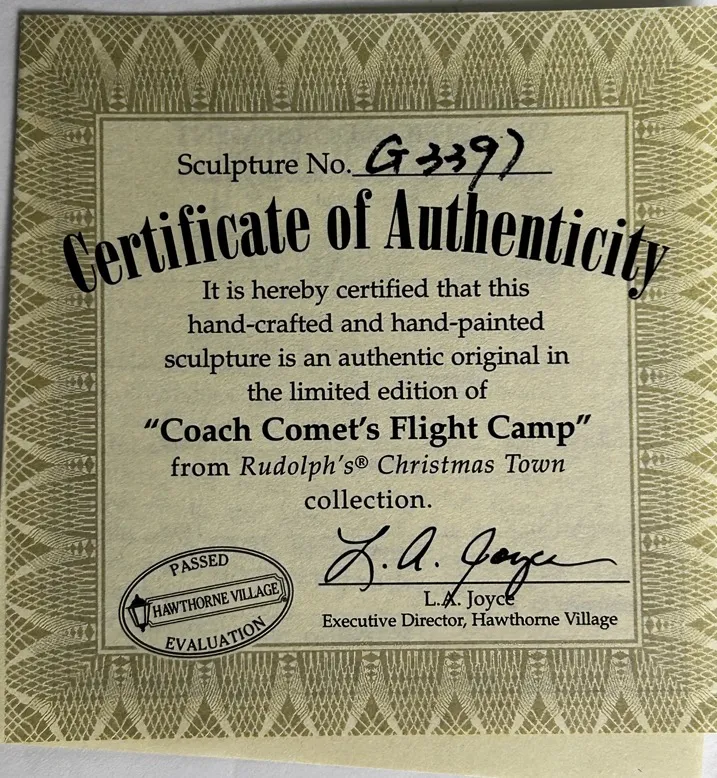 Sculpture No. G3397
Certificate of Authenticity
It is hereby certified that this
hand-crafted and hand-painted
sculpture is an authentic original in
the limited edition of
“Coach Comet's Flight Camp”
from Rudolph's® Christmas Town
collection.
L. A. Joyce
L.A. Joyce
Executive Director, Hawthorne Village
PASSED
HAWTHORNE VILLAGE
EVALUATION